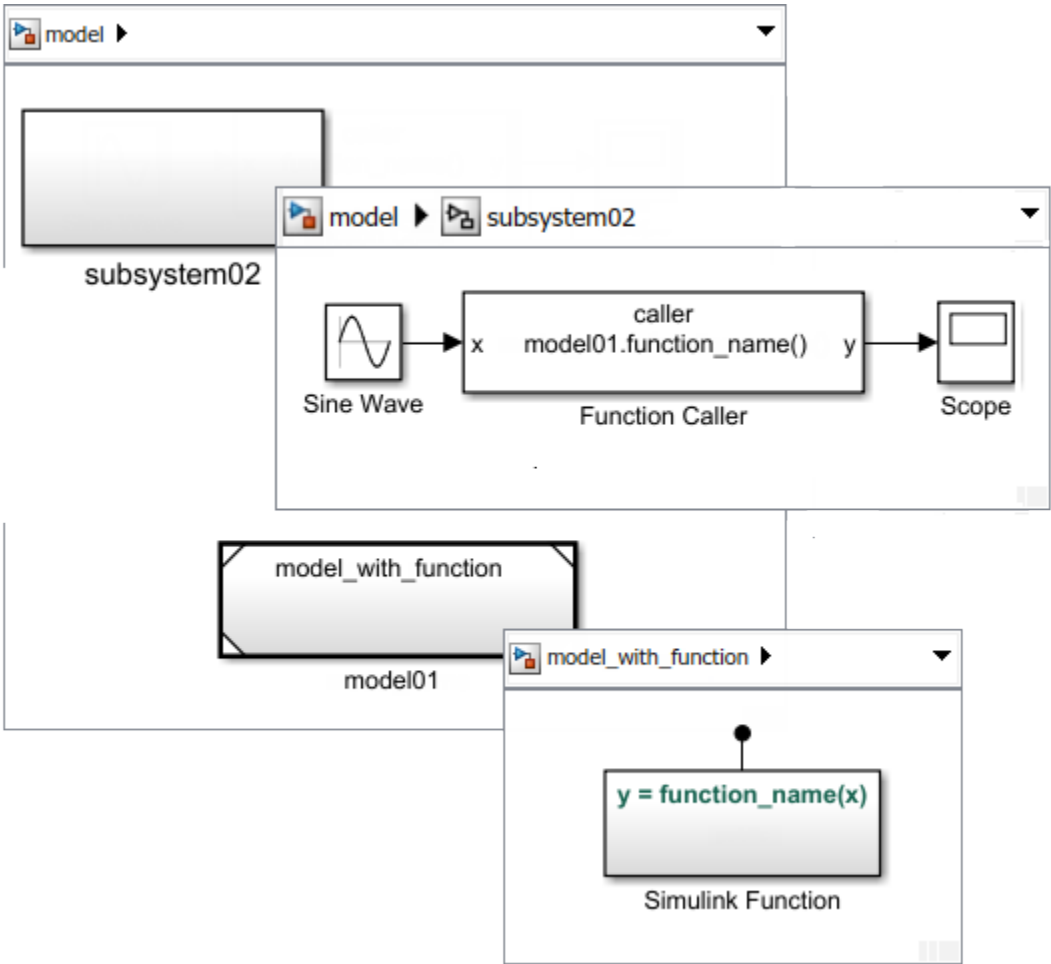 model
subsystem02
model subsystem02
caller
x model01.function_name() y
Sine Wave
Function Caller
Scope
model_with_function
model01
model_with_function
y = function_name(x)
Simulink Function